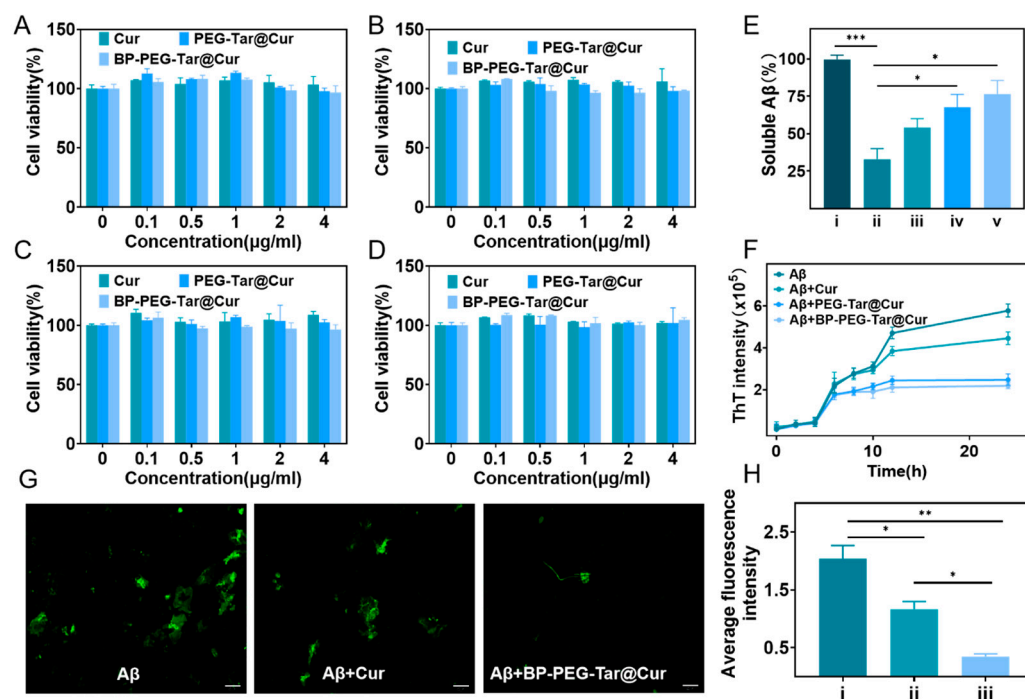 A
Cell viability(%)
150
100
50
0
Cur
PEG-Tar@Cur
BP-PEG-Tar@Cur
0 0.1 0.5 1 2 4
Concentration(μg/ml)
B
Cell viability(%)
150
100
50
0
Cur
PEG-Tar@Cur
BP-PEG-Tar@Cur
0 0.1 0.5 1 2 4
Concentration(μg/ml)
E
Soluble Aβ(%)
100
75
50
25
***
*
*
i ii iii iv v
C
Cell viability(%)
150
100
50
0
Cur
PEG-Tar@Cur
BP-PEG-Tar@Cur
0 0.1 0.5 1 2 4
Concentration(μg/ml)
D
Cell viability(%)
150
100
50
0
Cur
PEG-Tar@Cur
BP-PEG-Tar@Cur
0 0.1 0.5 1 2 4
Concentration(μg/ml)
F
ThT intensity (x10⁵)
8
6
4
2
Aβ
Aβ+Cur
Aβ+PEG-Tar@Cur
Aβ+BP-PEG-Tar@Cur
0 10 20
Time(h)
G
Aβ
Aβ+Cur
Aβ+BP-PEG-Tar@Cur
H
Average fluorescence
intensity
2.5
1.5
0.5
**
*
*
i ii iii